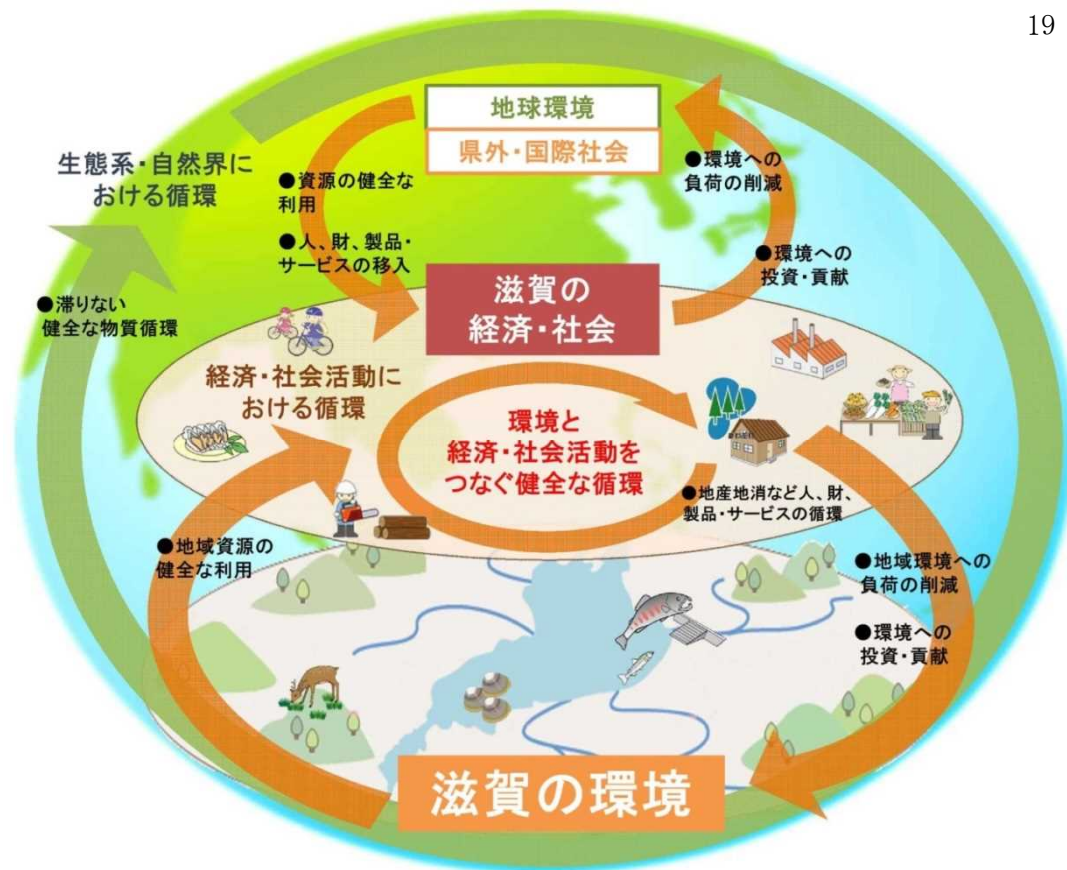 19
地球環境
県外・国際社会
生態系・自然界に
おける循環
●環境への
負荷の削減
●資源の健全な
利用
●人、財、製品・
サービスの移入
●環境への
投資・貢献
●滞りない
健全な物質循環
滋賀の
経済・社会
経済・社会活動に
おける循環
環境と
経済・社会活動を
つなぐ健全な循環
●地産地消など人、財、
製品・サービスの循環
●地域資源の
健全な利用
●地域環境への
負荷の削減
●環境への
投資・貢献
滋賀の環境